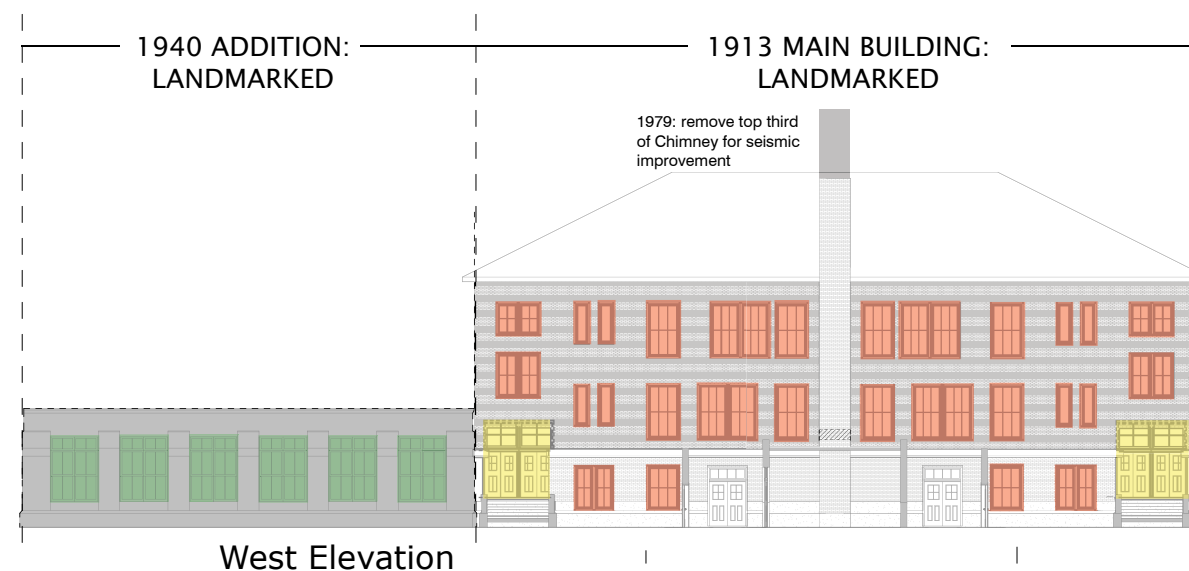 1940 ADDITION:
LANDMARKED
1913 MAIN BUILDING:
LANDMARKED
1979: remove top third
of Chimney for seismic
improvement
West Elevation